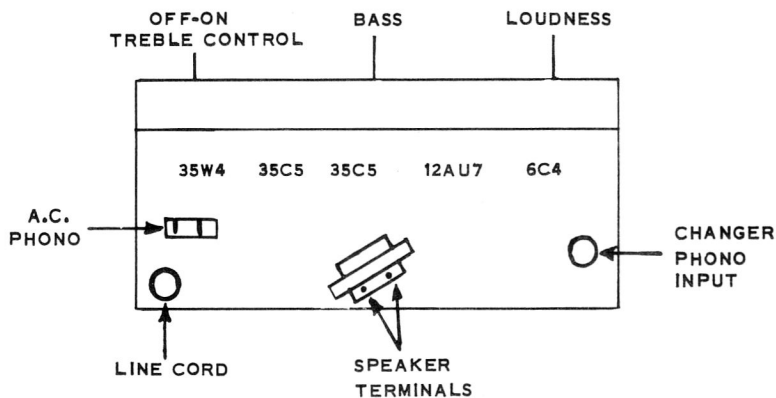 OFF-ON
TREBLE CONTROL
BASS
LOUDNESS
35W4 35C5 35C5 12AU7 6C4
A.C.
PHONO
CHANGER
PHONO
INPUT
LINE CORD
SPEAKER
TERMINALS